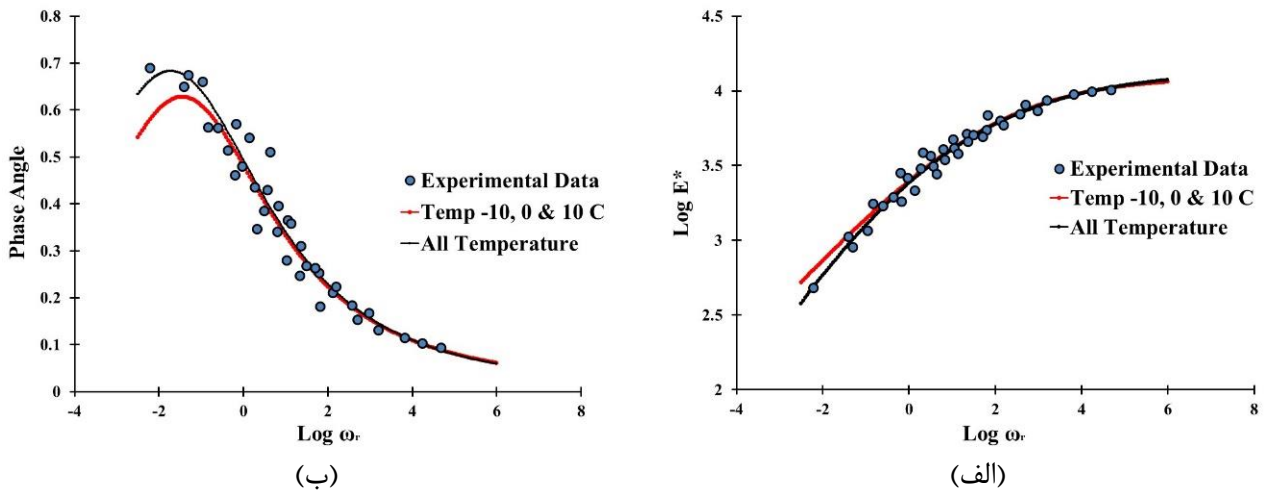 0.8
0.7
0.6
0.5
0.4
0.3
0.2
0.1
0
Phase Angle
-4
-2
0
2
4
6
8
Log ωr
Experimental Data
Temp -10, 0 & 10 C
All Temperature
(ب)
4.5
4
3.5
3
2.5
2
Log E*
-4
-2
0
2
4
6
8
Log ωr
Experimental Data
Temp -10, 0 & 10 C
All Temperature
(الف)